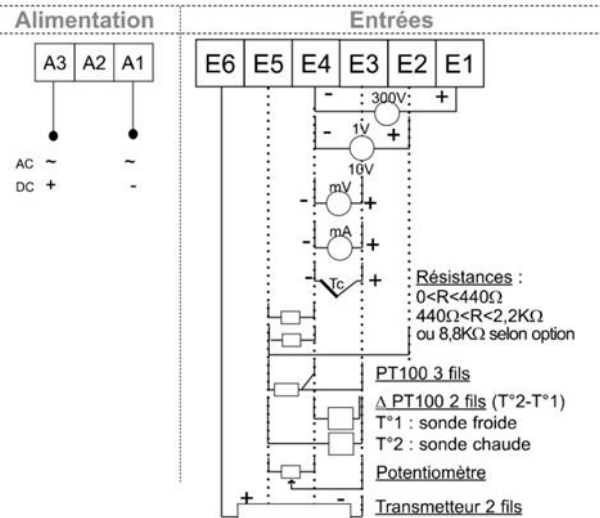 Alimentation
Entrées
A3 A2 A1
E6 E5 E4 E3 E2 E1
AC ~ ~
DC + -
- 300V +
- 1V +
10V
- mV +
- mA +
- Tc +
Résistances :
0<R<440Ω
440Ω<R<2,2KΩ
ou 8,8KΩ selon option
PT100 3 fils
Δ PT100 2 fils (T°2-T°1)
T°1 : sonde froide
T°2 : sonde chaude
Potentiomètre
+ - Transmetteur 2 fils